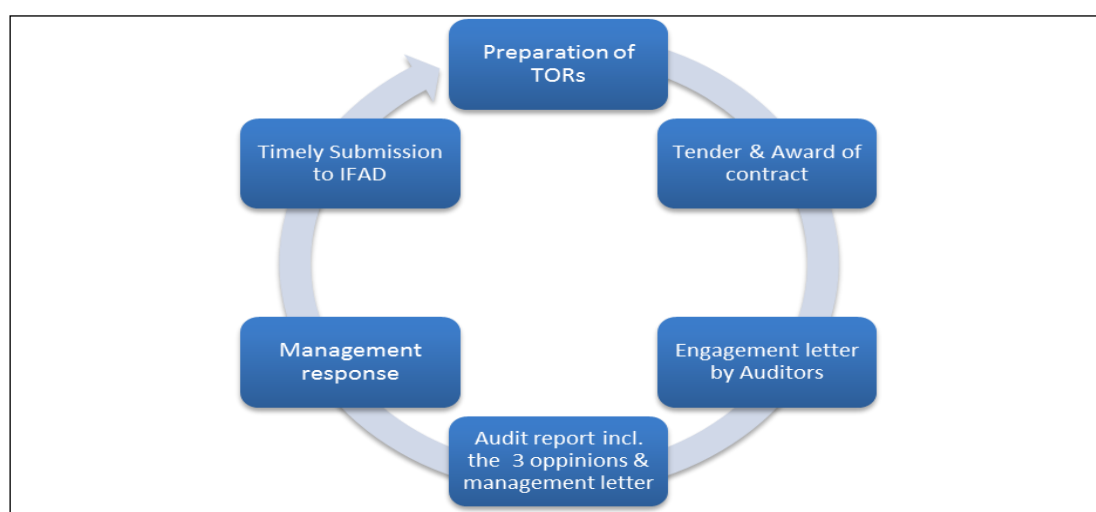 Preparation of
TORs
Tender & Award of
contract
Engagement letter
by Auditors
Audit report incl.
the 3 oppinions &
management letter
Management
response
Timely Submission
to IFAD